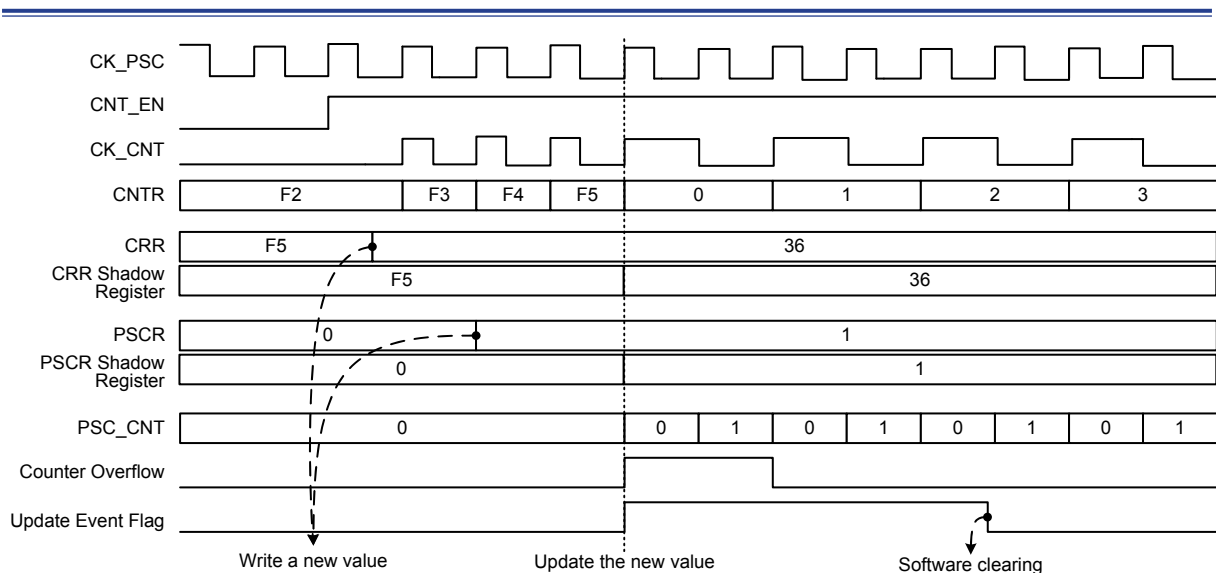 CK_PSC
CNT_EN
CK_CNT
CNTR F2 F3 F4 F5 0 1 2 3
CRR F5 36
CRR Shadow
Register F5 36
PSCR 0 1
PSCR Shadow
Register 0 1
PSC_CNT 0 0 1 0 1 0 1 0 1
Counter Overflow
Update Event Flag
Write a new value Update the new value Software clearing